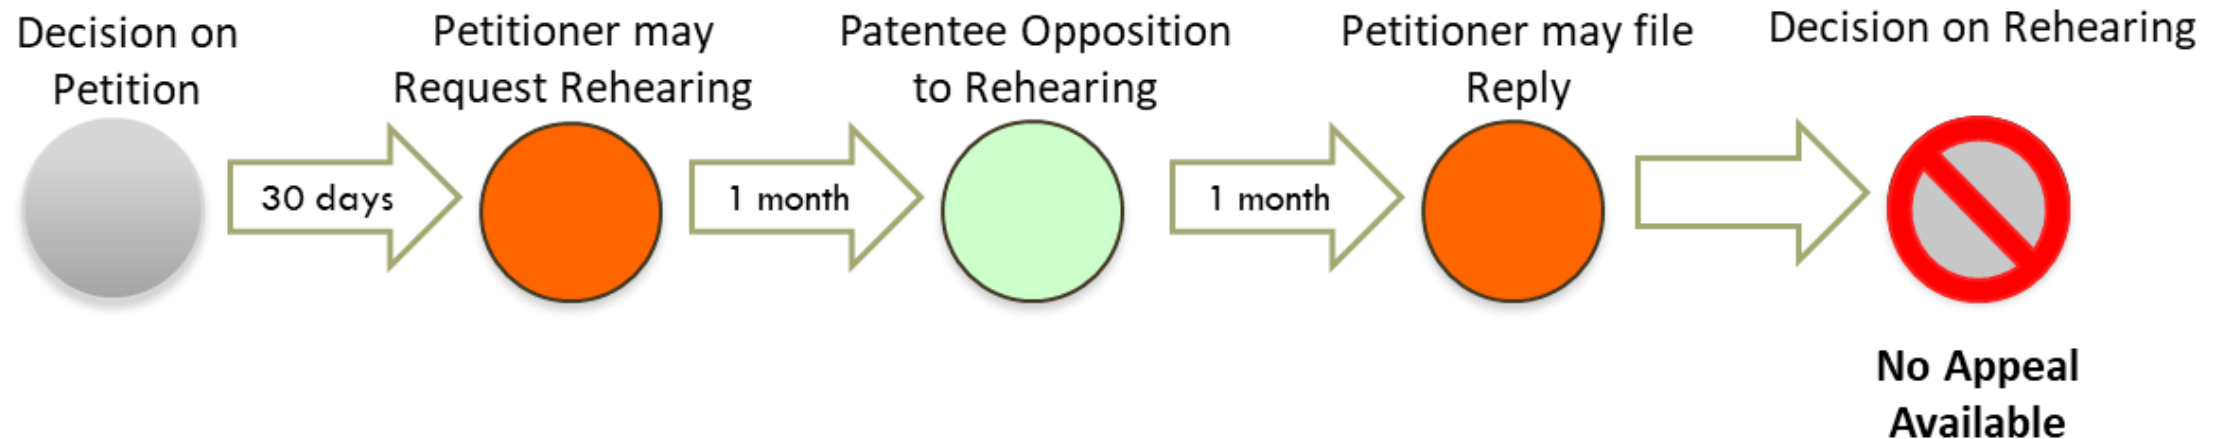 Decision on
Petition
Petitioner may
Request Rehearing
Patentee Opposition
to Rehearing
Petitioner may file
Reply
Decision on Rehearing
30 days
1 month
1 month
No Appeal
Available